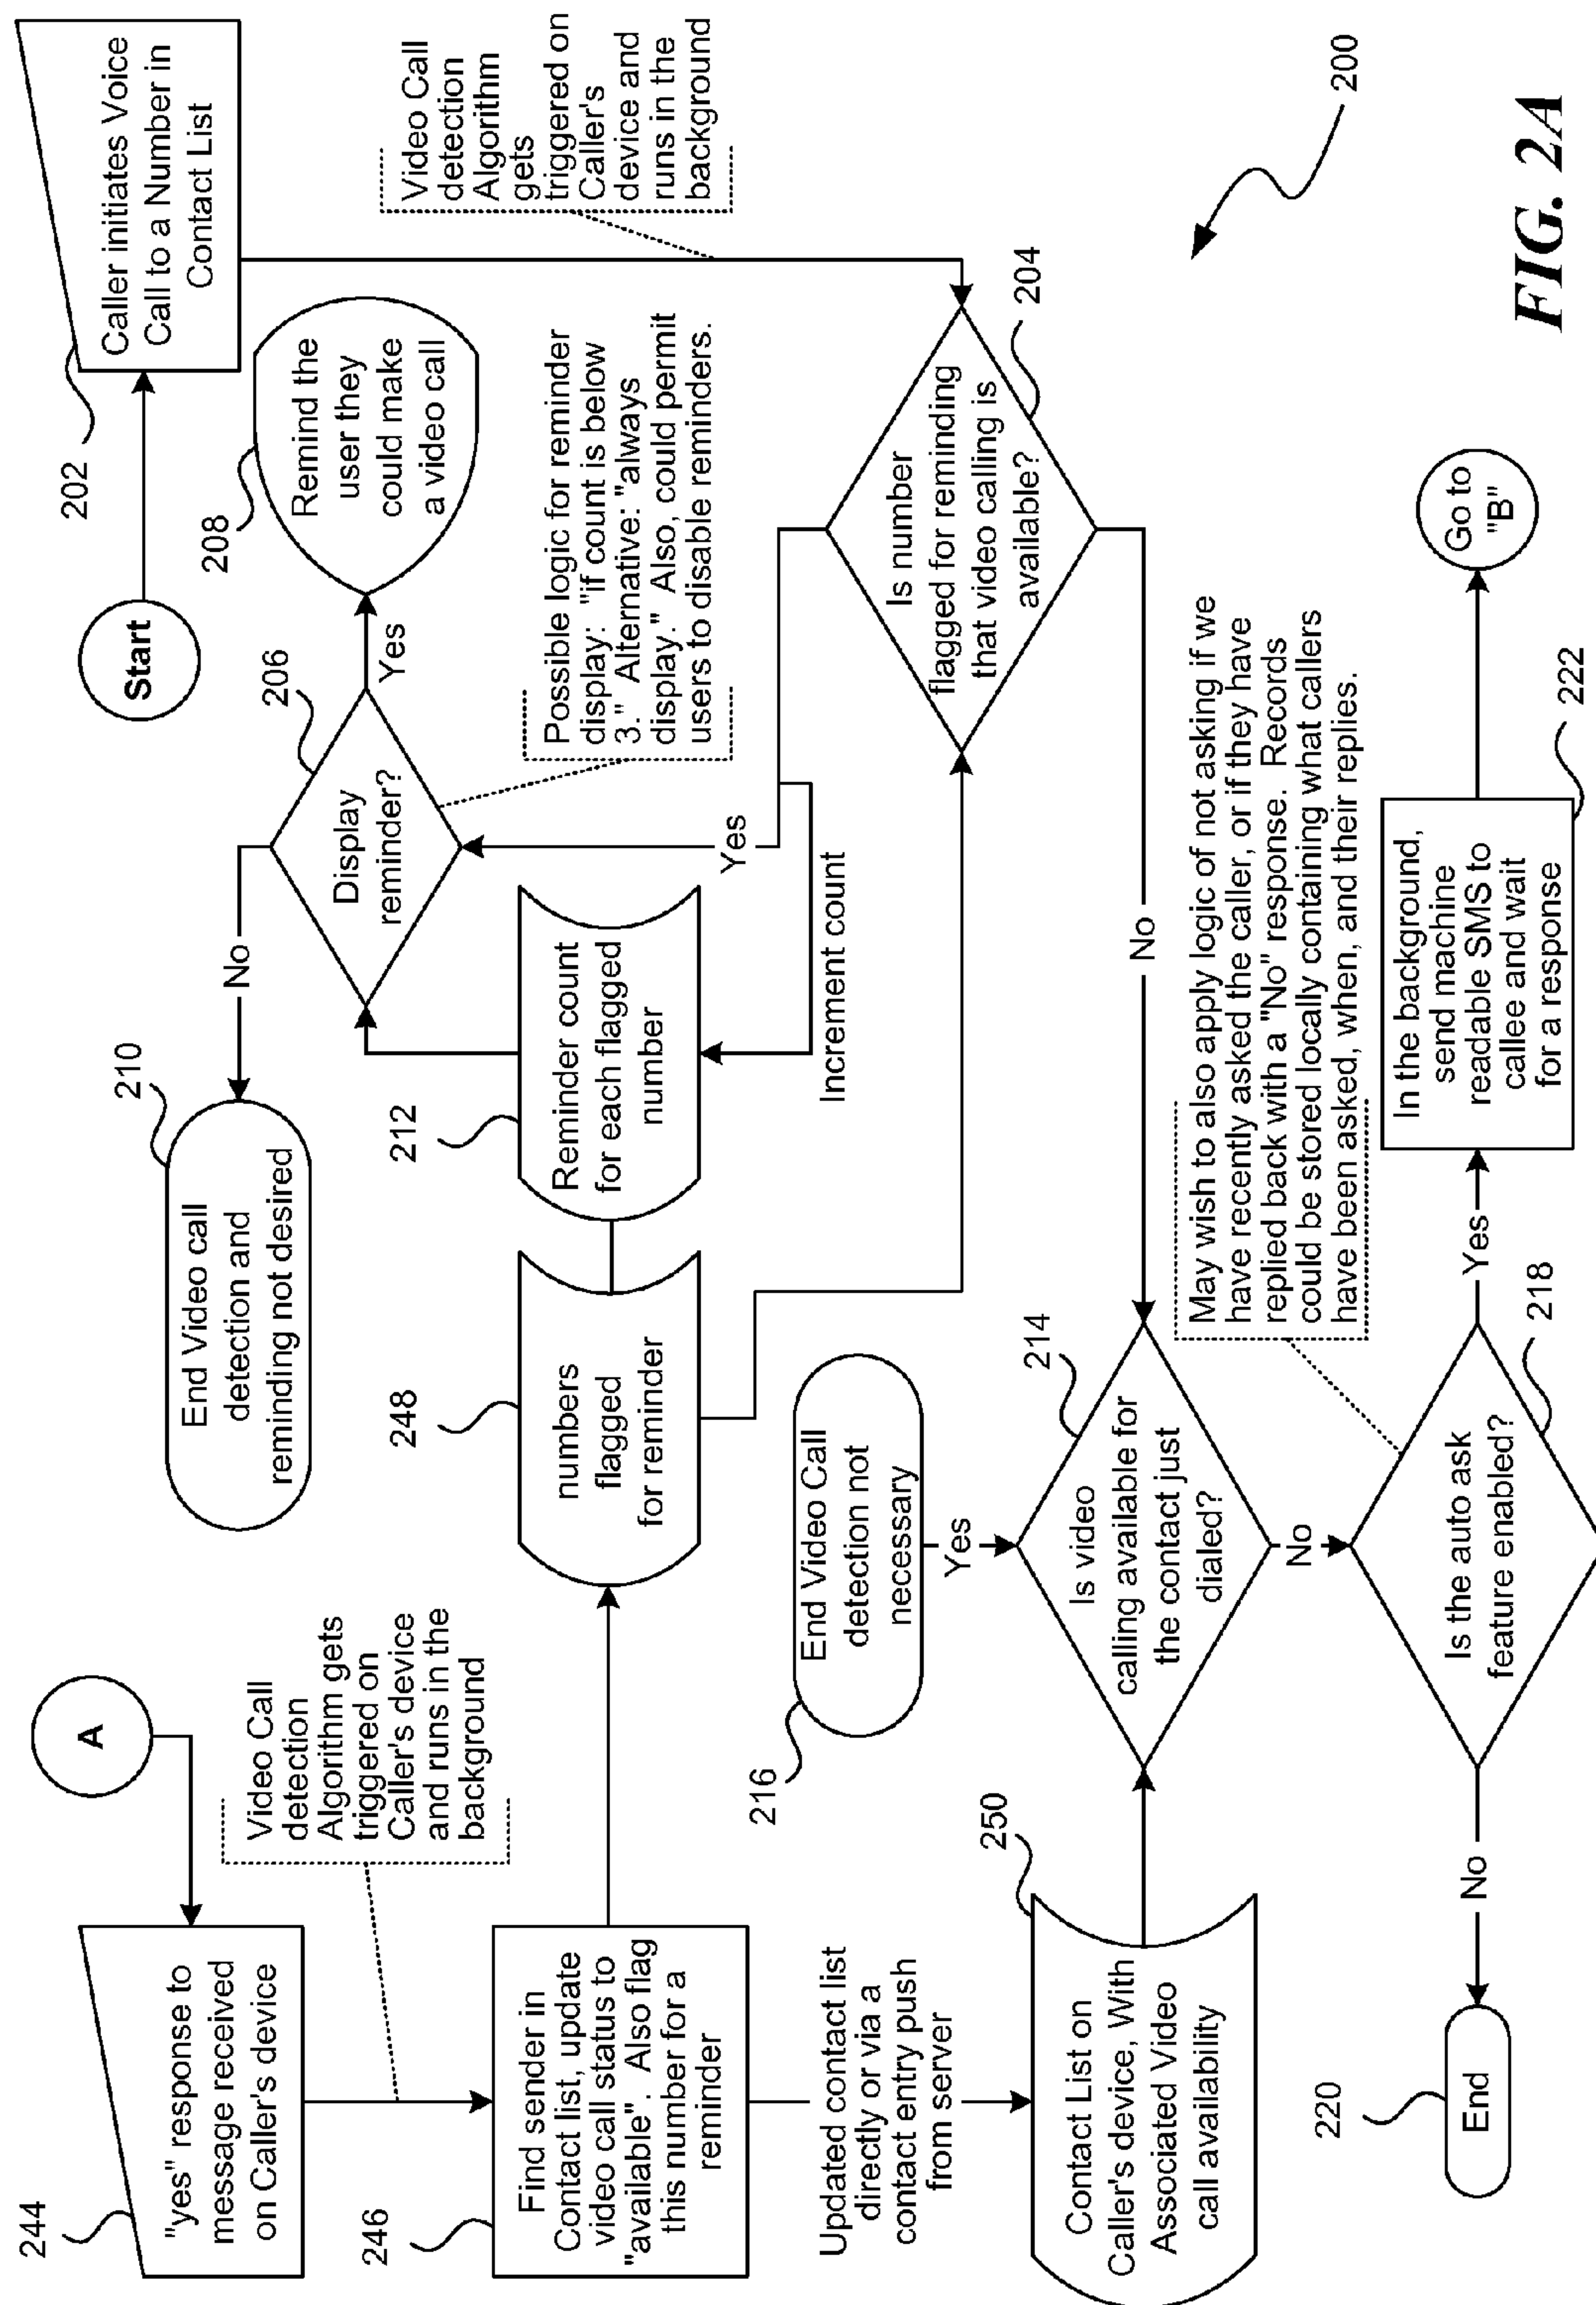 "yes" response to
message received
on Caller's device
244
A
Video Call
detection
Algorithm gets
triggered on
Caller's device
and runs in the
background
Find sender in
Contact list, update
video call status to
"available". Also flag
this number for a
reminder
246
Updated contact list
directly or via a
contact entry push
from server
Contact List on
Caller's device, With
Associated Video
call availability
250
numbers
flagged
for reminder
248
Reminder count
for each flagged
number
212
Increment count
End Video call
detection and
reminding not desired
210
No
Display
reminder?
206
Yes
Remind the
user they
could make
a video call
208
Start
Caller initiates Voice
Call to a Number in
Contact List
202
Video Call
detection
Algorithm
gets
triggered on
Caller's
device and
runs in the
background
Possible logic for reminder
display: "if count is below
3." Alternative: "always
display." Also, could permit
users to disable reminders.
Yes
Is number
flagged for reminding
that video calling is
available?
204
No
End Video Call
detection not
necessary
216
Yes
Is video
calling available for
the contact just
dialed?
214
No
May wish to also apply logic of not asking if we
have recently asked the caller, or if they have
replied back with a "No" response. Records
could be stored locally containing what callers
have been asked, when, and their replies.
Is the auto ask
feature enabled?
218
No
End
220
Yes
In the background,
send machine
readable SMS to
callee and wait
for a response
222
Go to
"B"
200
FIG. 2A